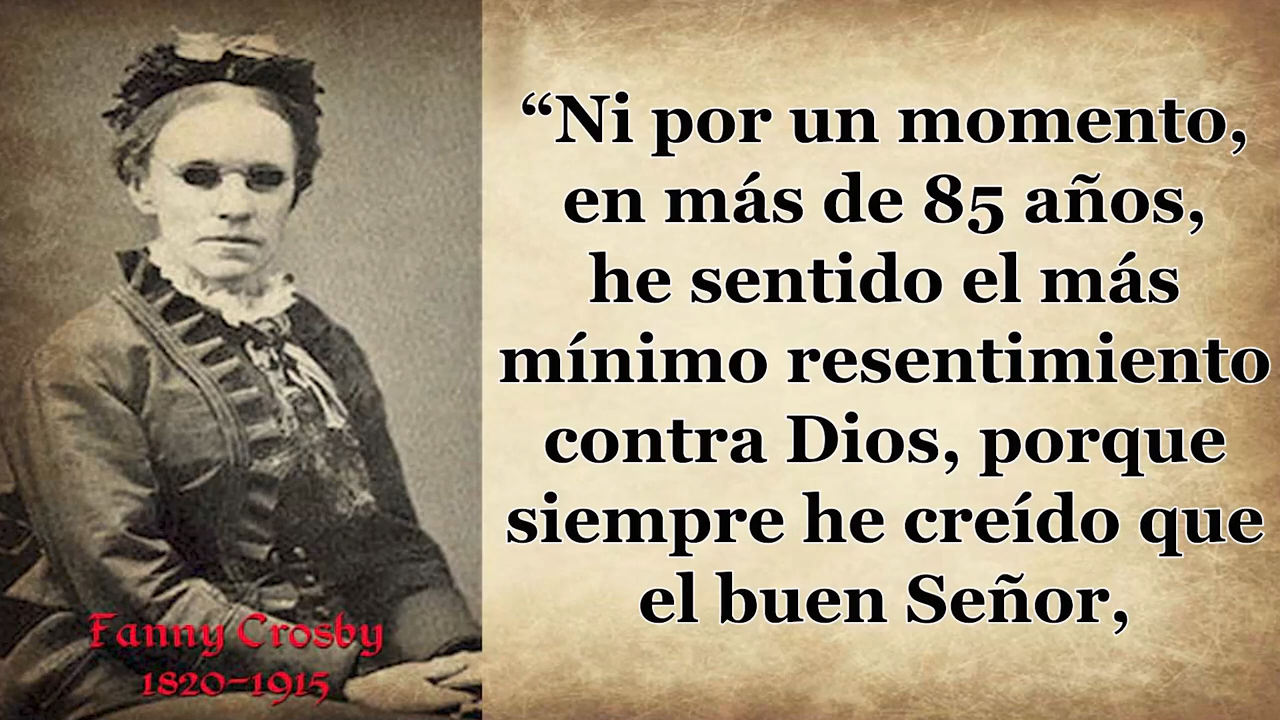 “Ni por un momento,
en más de 85 años,
he sentido el más
mínimo resentimiento
contra Dios, porque
siempre he creído que
el buen Señor,
Fanny Crosby
1820-1915